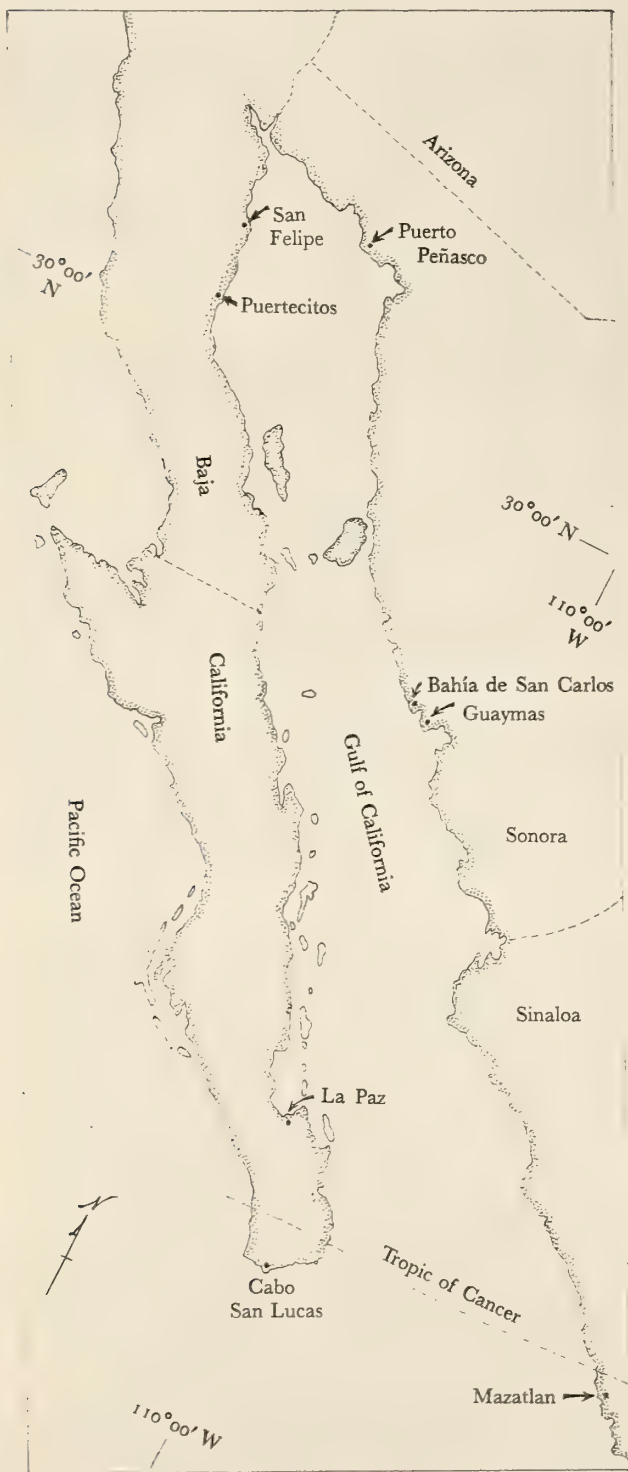 Arizona
San
Felipe
Puerto
Peñasco
30°00'
N
Puertecitos
Baja
30°00' N
110°00'
W
Bahía de San Carlos
Guaymas
California
Gulf of California
Pacific Ocean
Sonora
Sinaloa
La Paz
N
Tropic of Cancer
Cabo
San Lucas
Mazatlan
110°00' W